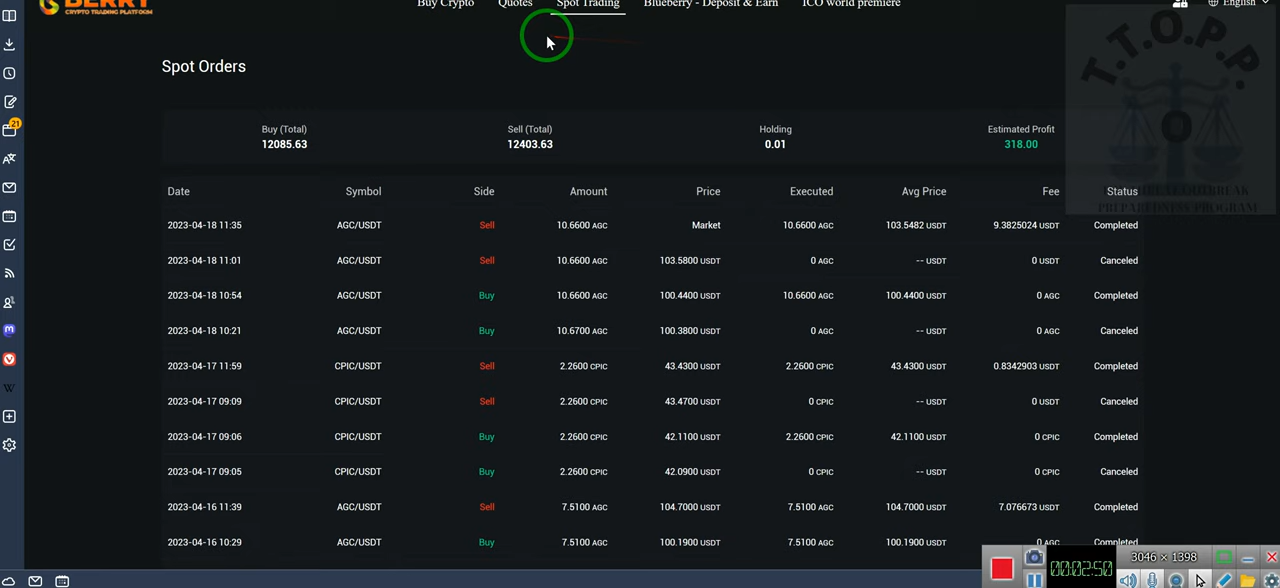 BERRY
CRYPTO TRADING PLATFORM
Buy Crypto Quotes Spot Trading Blueberry - Deposit & Earn ICO world premiere English
T.T.O.P.P.
Spot Orders
21
Buy (Total) Sell (Total) Holding Estimated Profit
12085.63 12403.63 0.01 318.00
Date Symbol Side Amount Price Executed Avg Price Fee Status
PREPAREDNESS PROGRAM
2023-04-18 11:35 AGC/USDT Sell 10.6600 AGC Market 10.6600 AGC 103.5482 USDT 9.3825024 USDT Completed
2023-04-18 11:01 AGC/USDT Sell 10.6600 AGC 103.5800 USDT 0 AGC -- USDT 0 USDT Canceled
2023-04-18 10:54 AGC/USDT Buy 10.6600 AGC 100.4400 USDT 10.6600 AGC 100.4400 USDT 0 AGC Completed
2023-04-18 10:21 AGC/USDT Buy 10.6700 AGC 100.3800 USDT 0 AGC -- USDT 0 AGC Canceled
2023-04-17 11:59 CPIC/USDT Sell 2.2600 CPIC 43.4300 USDT 2.2600 CPIC 43.4300 USDT 0.8342903 USDT Completed
2023-04-17 09:09 CPIC/USDT Sell 2.2600 CPIC 43.4700 USDT 0 CPIC -- USDT 0 USDT Canceled
2023-04-17 09:06 CPIC/USDT Buy 2.2600 CPIC 42.1100 USDT 2.2600 CPIC 42.1100 USDT 0 CPIC Completed
2023-04-17 09:05 CPIC/USDT Buy 2.2600 CPIC 42.0900 USDT 0 CPIC -- USDT 0 CPIC Canceled
2023-04-16 11:39 AGC/USDT Sell 7.5100 AGC 104.7000 USDT 7.5100 AGC 104.7000 USDT 7.076673 USDT Completed
2023-04-16 10:29 AGC/USDT Buy 7.5100 AGC 100.1900 USDT 7.5100 AGC 100.1900 USDT 0 AGC Completed
3046 × 1398
00:02:50